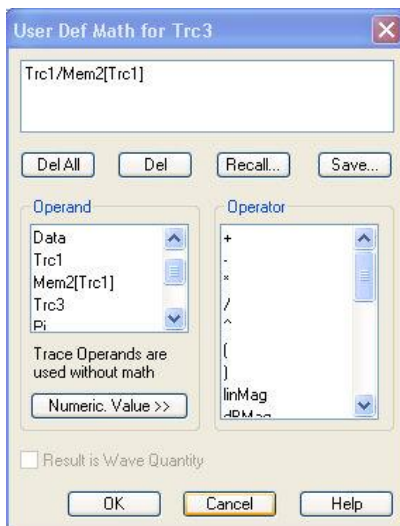 User Def Math for Trc3
Trc1/Mem2[Trc1]
Del All Del Recall... Save...
Operand
Data
Trc1
Mem2[Trc1]
Trc3
Pi
Trace Operands are
used without math
Numeric. Value >>
Operator
+
-
*
/
^
(
)
linMag
dBMag
Result is Wave Quantity
OK Cancel Help